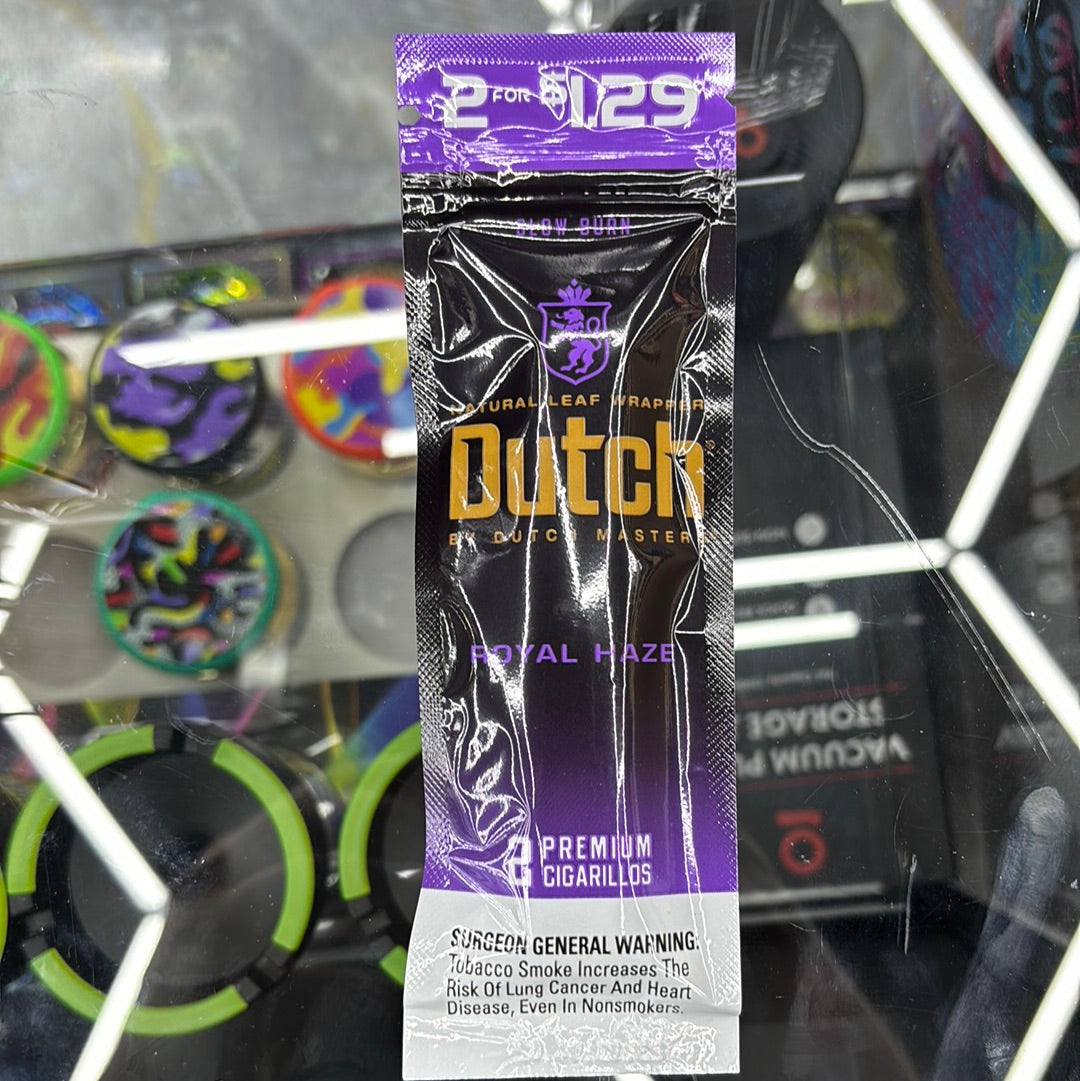 2 FOR $1.29
SLOW BURN
NATURAL LEAF WRAPPER
Dutch®
BY DUTCH MASTERS
ROYAL HAZE
2 PREMIUM
CIGARILLOS
SURGEON GENERAL WARNING:
Tobacco Smoke Increases The
Risk Of Lung Cancer And Heart
Disease, Even In Nonsmokers.
STORAGE
VACUUM